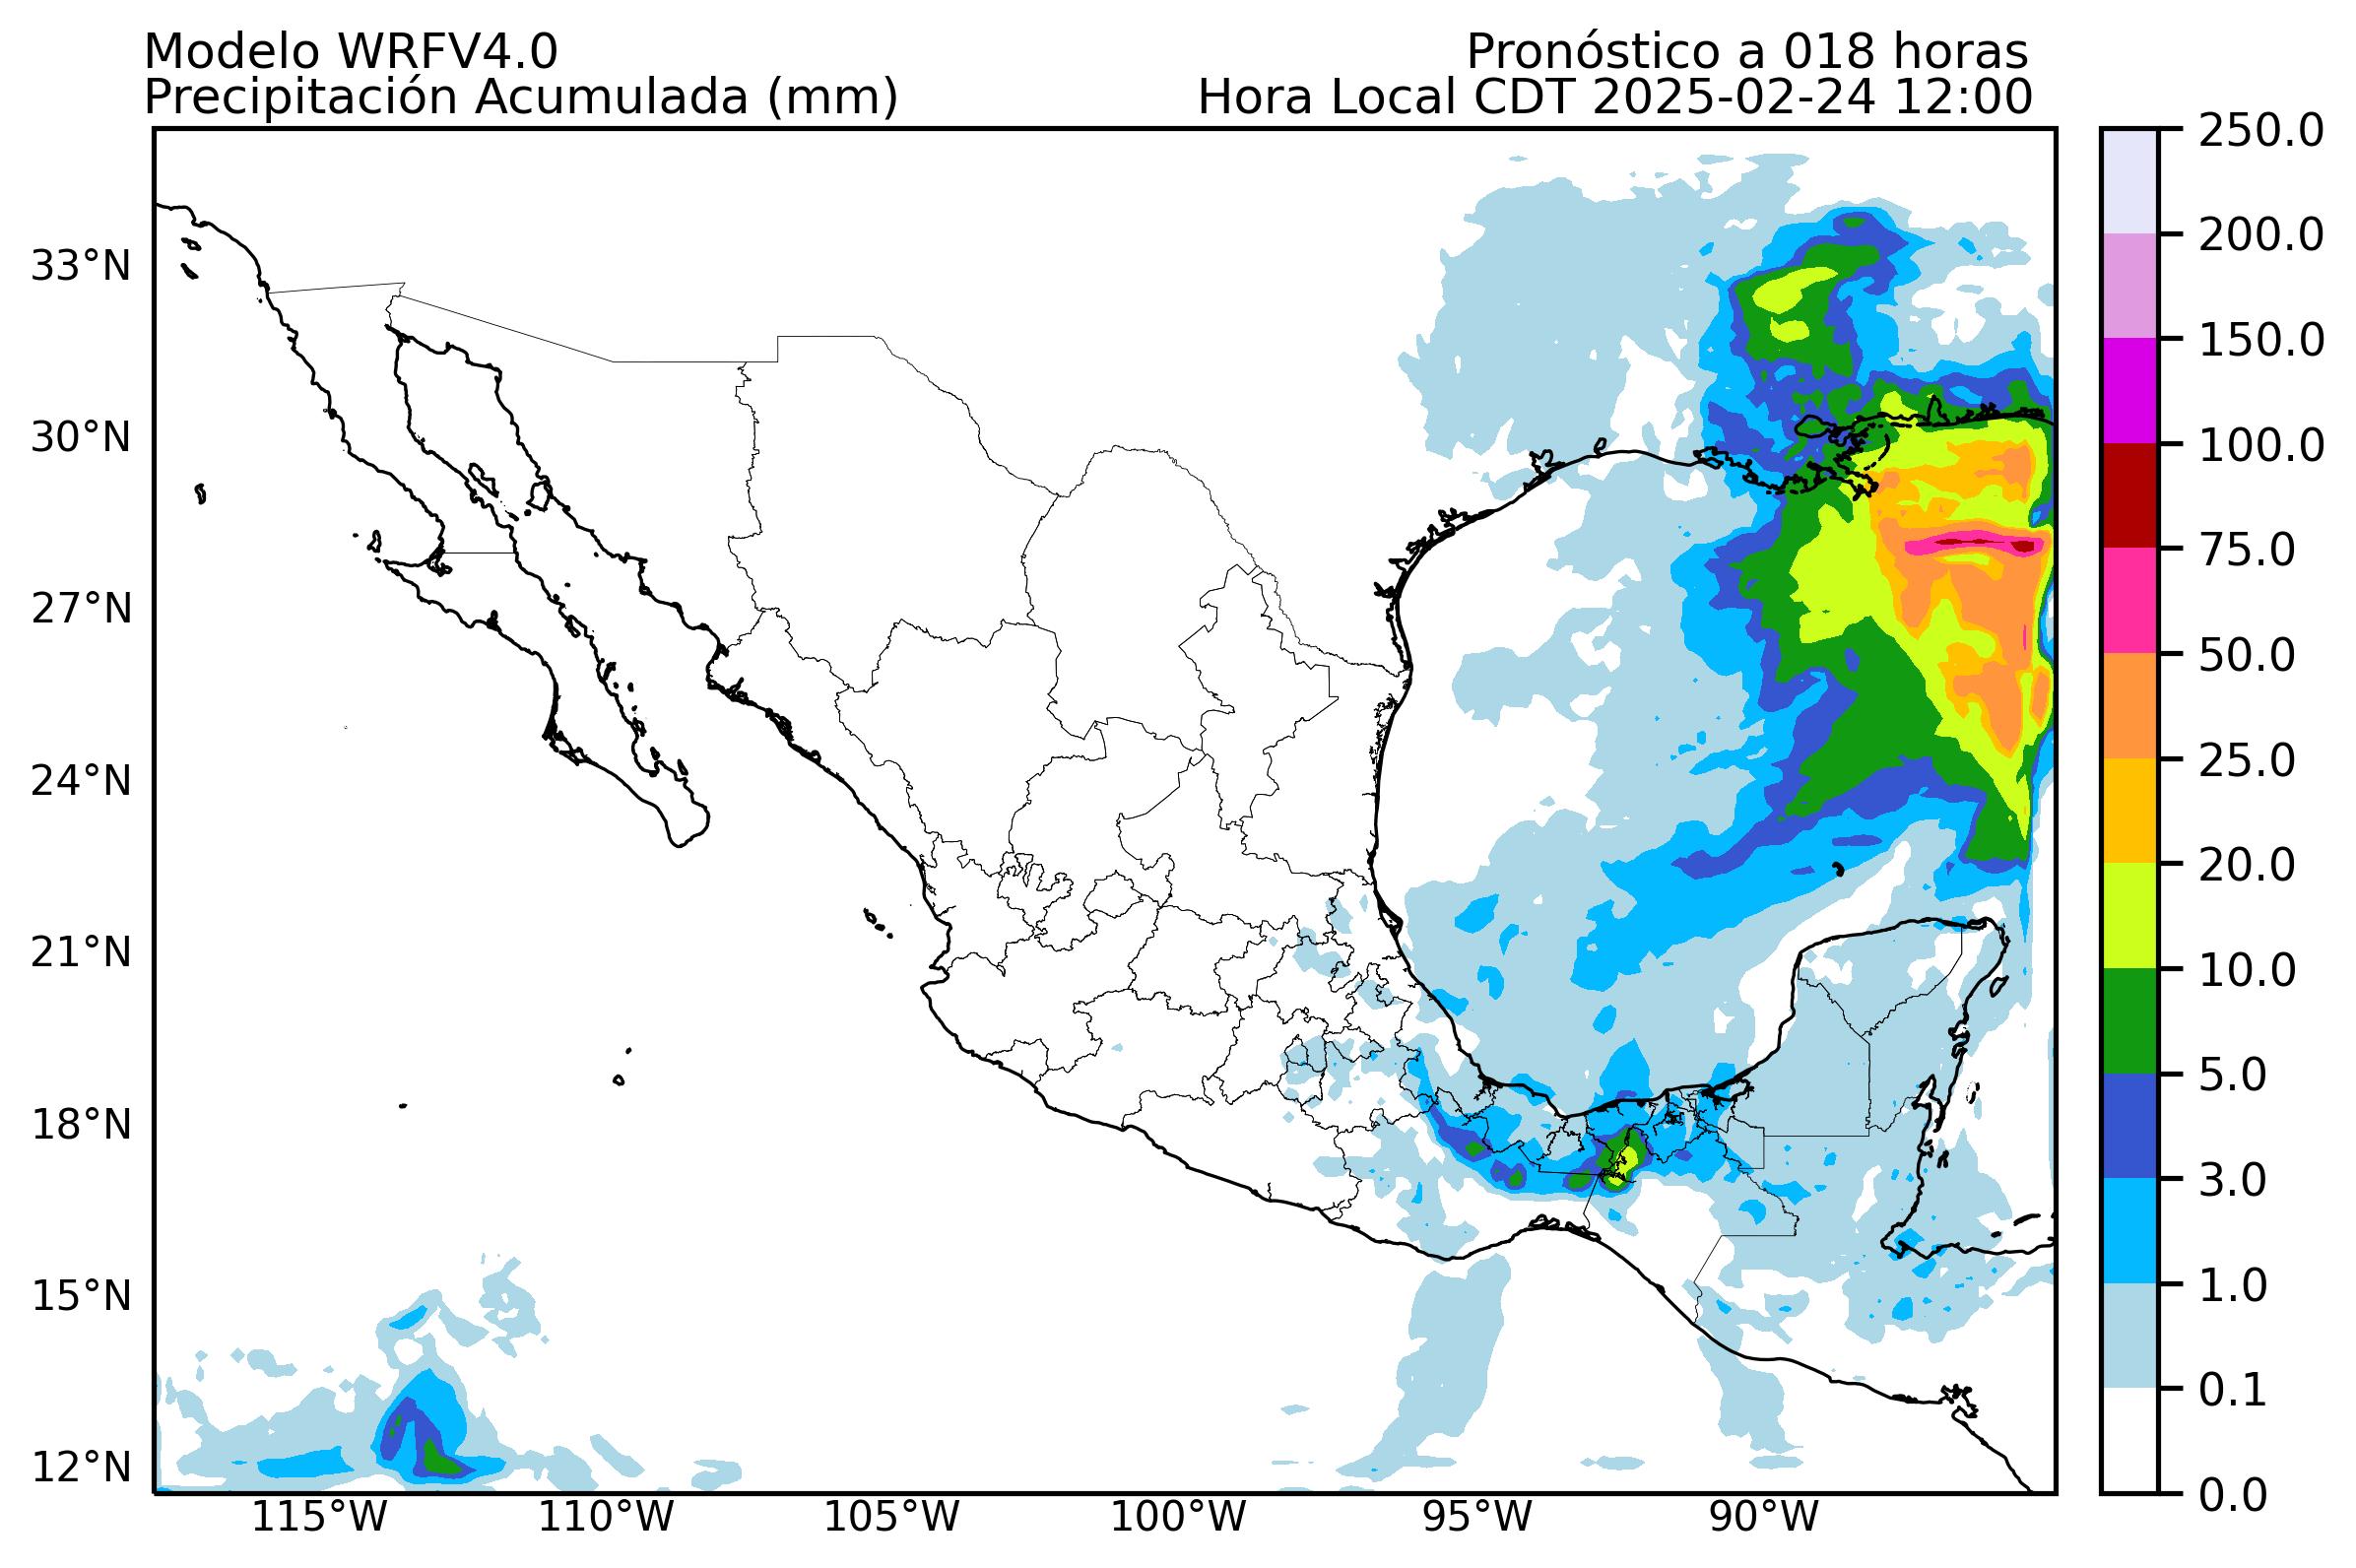 Modelo WRFV4.0
Pronóstico a 018 horas
Precipitación Acumulada (mm)
Hora Local CDT 2025-02-24 12:00
33°N
30°N
27°N
24°N
21°N
18°N
15°N
12°N
115°W
110°W
105°W
100°W
95°W
90°W
250.0
200.0
150.0
100.0
75.0
50.0
25.0
20.0
10.0
5.0
3.0
1.0
0.1
0.0